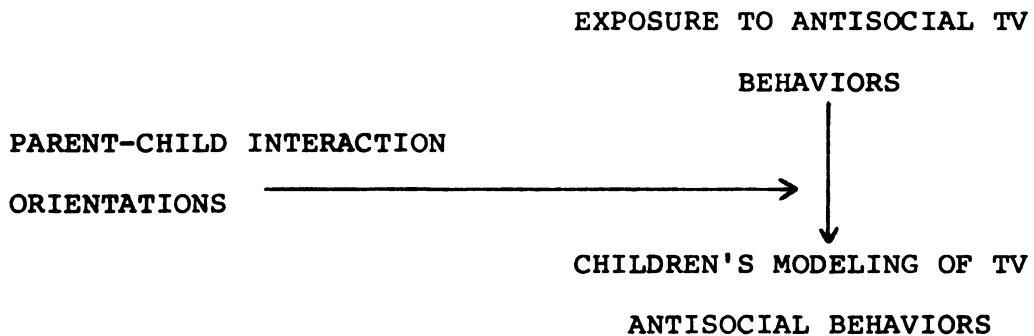 EXPOSURE TO ANTISOCIAL TV
BEHAVIORS
PARENT-CHILD INTERACTION
ORIENTATIONS
CHILDREN'S MODELING OF TV
ANTISOCIAL BEHAVIORS